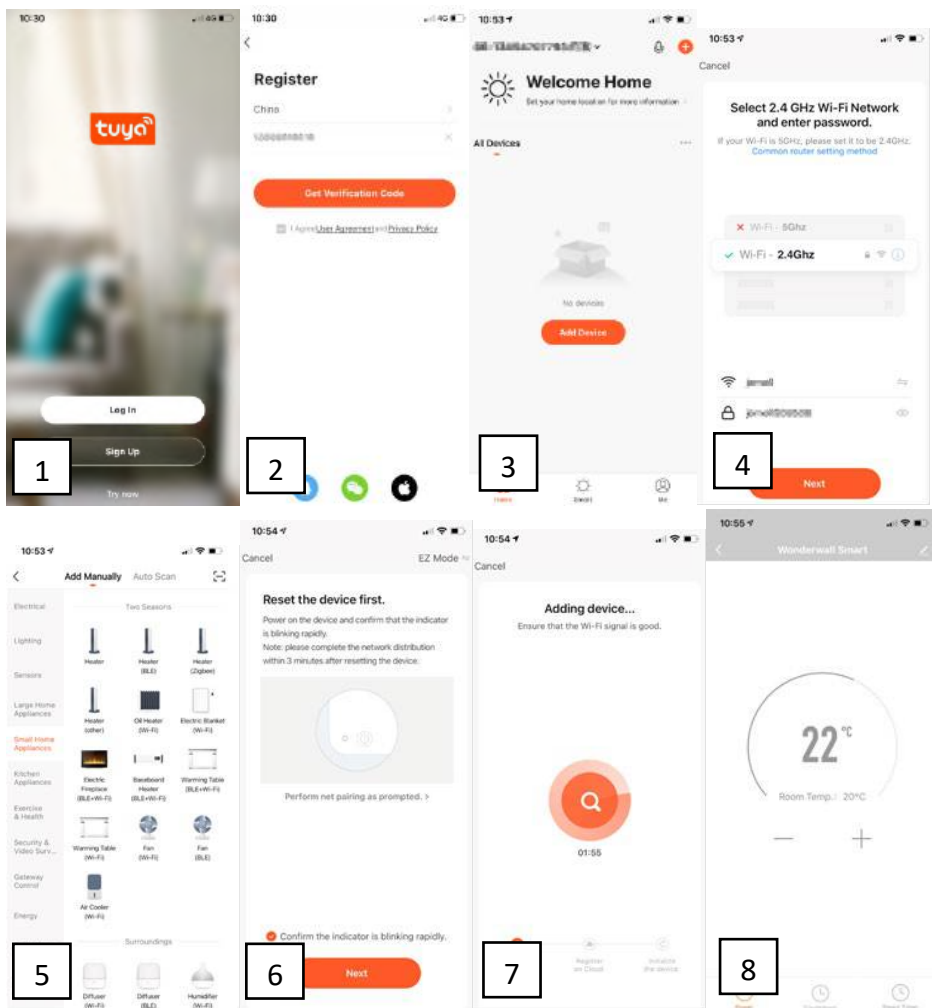 10:30
4G
tuya
Log In
Sign Up
Try now
1
10:30
4G
Register
China
Get Verification Code
I Agree User Agreement and Privacy Policy
2
10:53
Welcome Home
Set your home location for more information
All Devices
No devices
Add Device
Home
Smart
Me
3
10:53
Cancel
Select 2.4 GHz Wi-Fi Network
and enter password.
If your Wi-Fi is 5GHz, please set it to be 2.4GHz.
Common router setting method
Wi-Fi - 5Ghz
Wi-Fi - 2.4Ghz
Next
4
10:53
Add Manually Auto Scan
Electrical
Lighting
Sensors
Large Home
Appliances
Small Home
Appliances
Kitchen
Appliances
Exercise
& Health
Security &
Video Surv...
Gateway
Control
Energy
Two Seasons
Heater Heater Heater
(BLE) (Zigbee)
Heater Oil Heater Electric Blanket
(other) (Wi-Fi) (Wi-Fi)
Electric Baseboard Warming Table
Fireplace Heater (BLE+Wi-Fi)
(BLE+Wi-Fi) (BLE+Wi-Fi)
Warming Table Fan Fan
(Wi-Fi) (Wi-Fi) (BLE)
Air Cooler
(Wi-Fi)
Surroundings
Diffuser Diffuser Humidifier
(Wi-Fi) (BLE) (Wi-Fi)
5
10:54
Cancel EZ Mode
Reset the device first.
Power on the device and confirm that the indicator
is blinking rapidly.
Note: please complete the network distribution
within 3 minutes after resetting the device.
Perform net pairing as prompted. >
Confirm the indicator is blinking rapidly.
Next
6
10:54
Cancel
Adding device...
Ensure that the Wi-Fi signal is good.
01:55
Register
on Cloud
Initialize
the device
7
10:55
Wonderwall Smart
22 °C
Room Temp.: 20°C
8